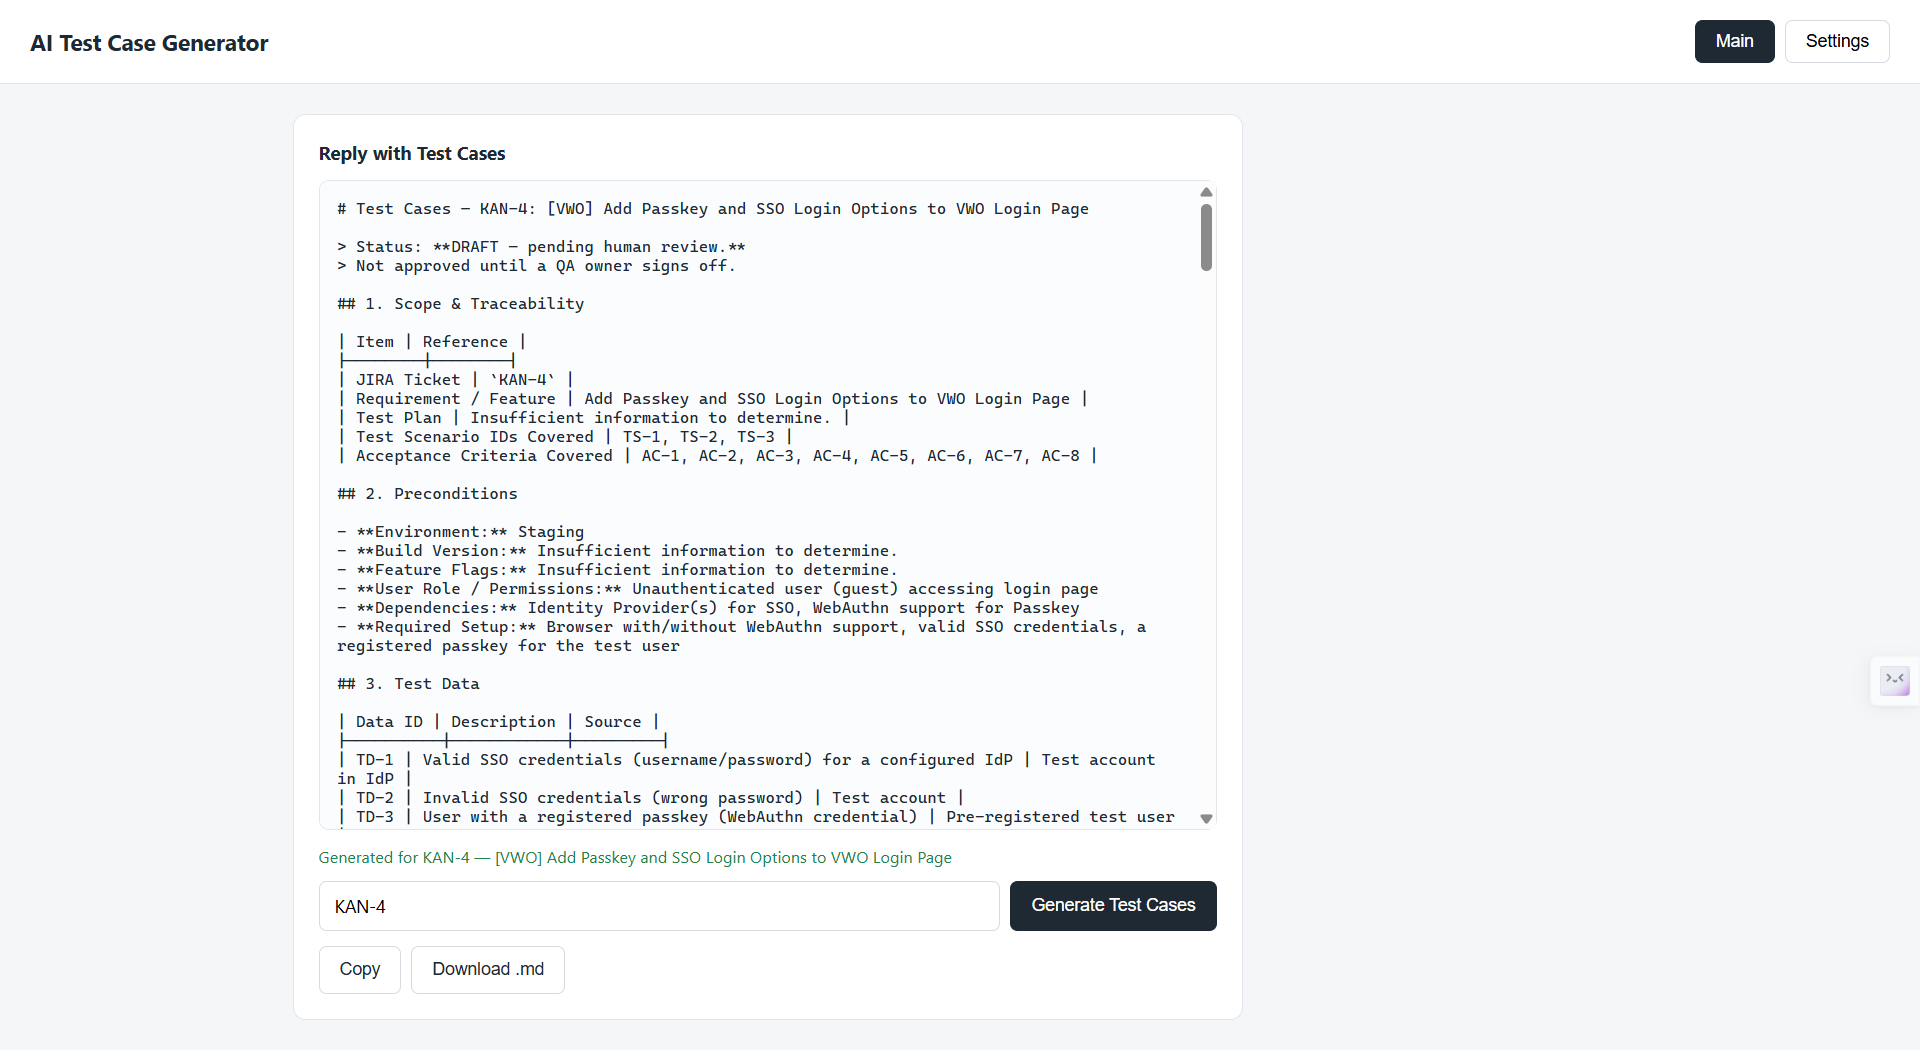 AI Test Case Generator
Main
Settings
Reply with Test Cases
# Test Cases — KAN-4: [VWO] Add Passkey and SSO Login Options to VWO Login Page
> Status: **DRAFT — pending human review.**
> Not approved until a QA owner signs off.
## 1. Scope & Traceability
| Item | Reference |
|------|-----------|
| JIRA Ticket | `KAN-4` |
| Requirement / Feature | Add Passkey and SSO Login Options to VWO Login Page |
| Test Plan | Insufficient information to determine. |
| Test Scenario IDs Covered | TS-1, TS-2, TS-3 |
| Acceptance Criteria Covered | AC-1, AC-2, AC-3, AC-4, AC-5, AC-6, AC-7, AC-8 |
## 2. Preconditions
- **Environment:** Staging
- **Build Version:** Insufficient information to determine.
- **Feature Flags:** Insufficient information to determine.
- **User Role / Permissions:** Unauthenticated user (guest) accessing login page
- **Dependencies:** Identity Provider(s) for SSO, WebAuthn support for Passkey
- **Required Setup:** Browser with/without WebAuthn support, valid SSO credentials, a
registered passkey for the test user
## 3. Test Data
| Data ID | Description | Source |
|---------|-------------|--------|
| TD-1 | Valid SSO credentials (username/password) for a configured IdP | Test account
in IdP |
| TD-2 | Invalid SSO credentials (wrong password) | Test account |
| TD-3 | User with a registered passkey (WebAuthn credential) | Pre-registered test user
Generated for KAN-4 — [VWO] Add Passkey and SSO Login Options to VWO Login Page
KAN-4
Generate Test Cases
Copy
Download .md